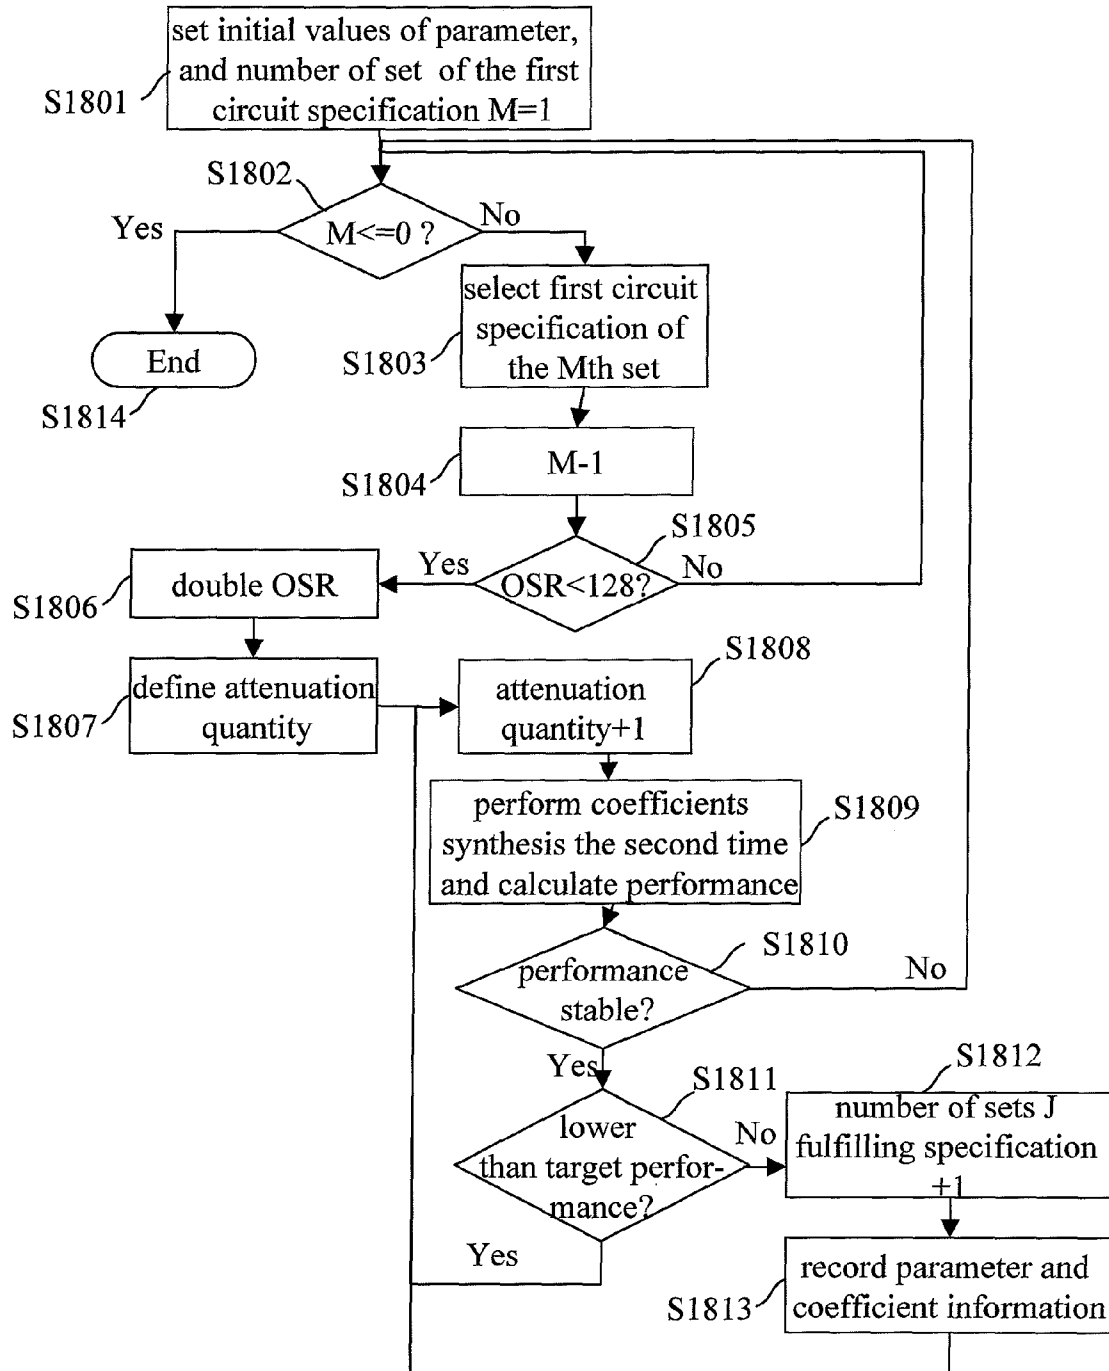 set initial values of parameter,
and number of set of the first
circuit specification M=1
S1801
S1802
Yes
M<=0 ?
No
select first circuit
specification of
the Mth set
S1803
End
S1814
M-1
S1804
S1805
Yes
OSR<128?
No
double OSR
S1806
define attenuation
quantity
S1807
S1808
attenuation
quantity+1
perform coefficients
synthesis the second time
and calculate performance
S1809
performance
stable?
S1810
No
Yes
S1811
lower
than target perfor-
mance?
No
Yes
S1812
number of sets J
fulfilling specification
+1
record parameter and
coefficient information
S1813